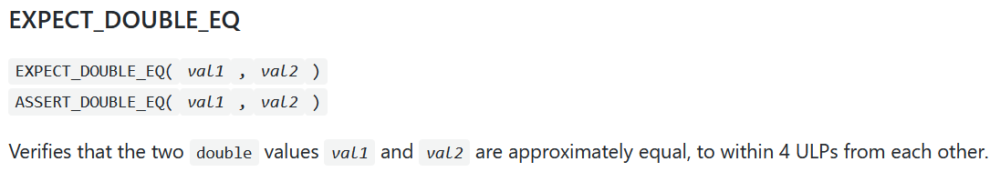 EXPECT_DOUBLE_EQ
EXPECT_DOUBLE_EQ( val1 , val2 )
ASSERT_DOUBLE_EQ( val1 , val2 )
Verifies that the two double values val1 and val2 are approximately equal, to within 4 ULPs from each other.